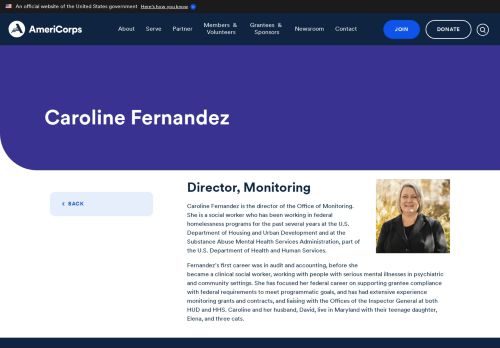 An official website of the United States government Here's how you know
AmeriCorps
About Serve Partner Members & Volunteers Grantees & Sponsors Newsroom Contact
JOIN
DONATE
Caroline Fernandez
BACK
Director, Monitoring
Caroline Fernandez is the director of the Office of Monitoring.
She is a social worker who has been working in federal
homelessness programs for the past several years at the U.S.
Department of Housing and Urban Development and at the
Substance Abuse Mental Health Services Administration, part of
the U.S. Department of Health and Human Services.
Fernandez's first career was in audit and accounting, before she
became a clinical social worker, working with people with serious mental illnesses in psychiatric
and community settings. She has focused her federal career on supporting grantee compliance
with federal requirements to meet programmatic goals, and has had extensive experience
monitoring grants and contracts, and liaising with the Offices of the Inspector General at both
HUD and HHS. Caroline and her husband, David, live in Maryland with their teenage daughter,
Elena, and three cats.